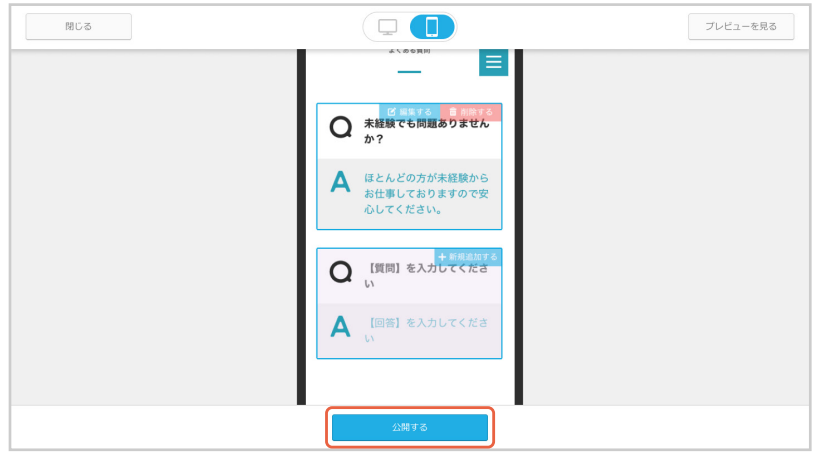 閉じる
プレビューを見る
よくある質問
編集する
削除する
Q
未経験でも問題ありません
か？
A
ほとんどの方が未経験から
お仕事しておりますので安
心してください。
新規追加する
Q
【質問】を入力してくださ
い
A
【回答】を入力してくださ
い
公開する